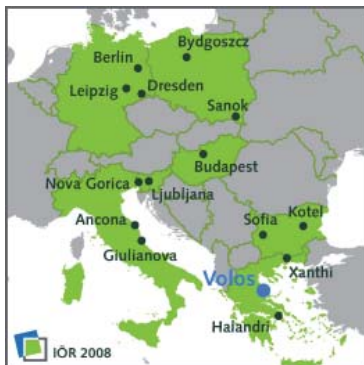 Bydgoszcz
Berlin
Leipzig
Dresden
Sanok
Budapest
Nova Gorica
Ljubljana
Ancona
Sofia
Kotel
Giulianova
Xanthi
Volos
Halandri
IÖR 2008